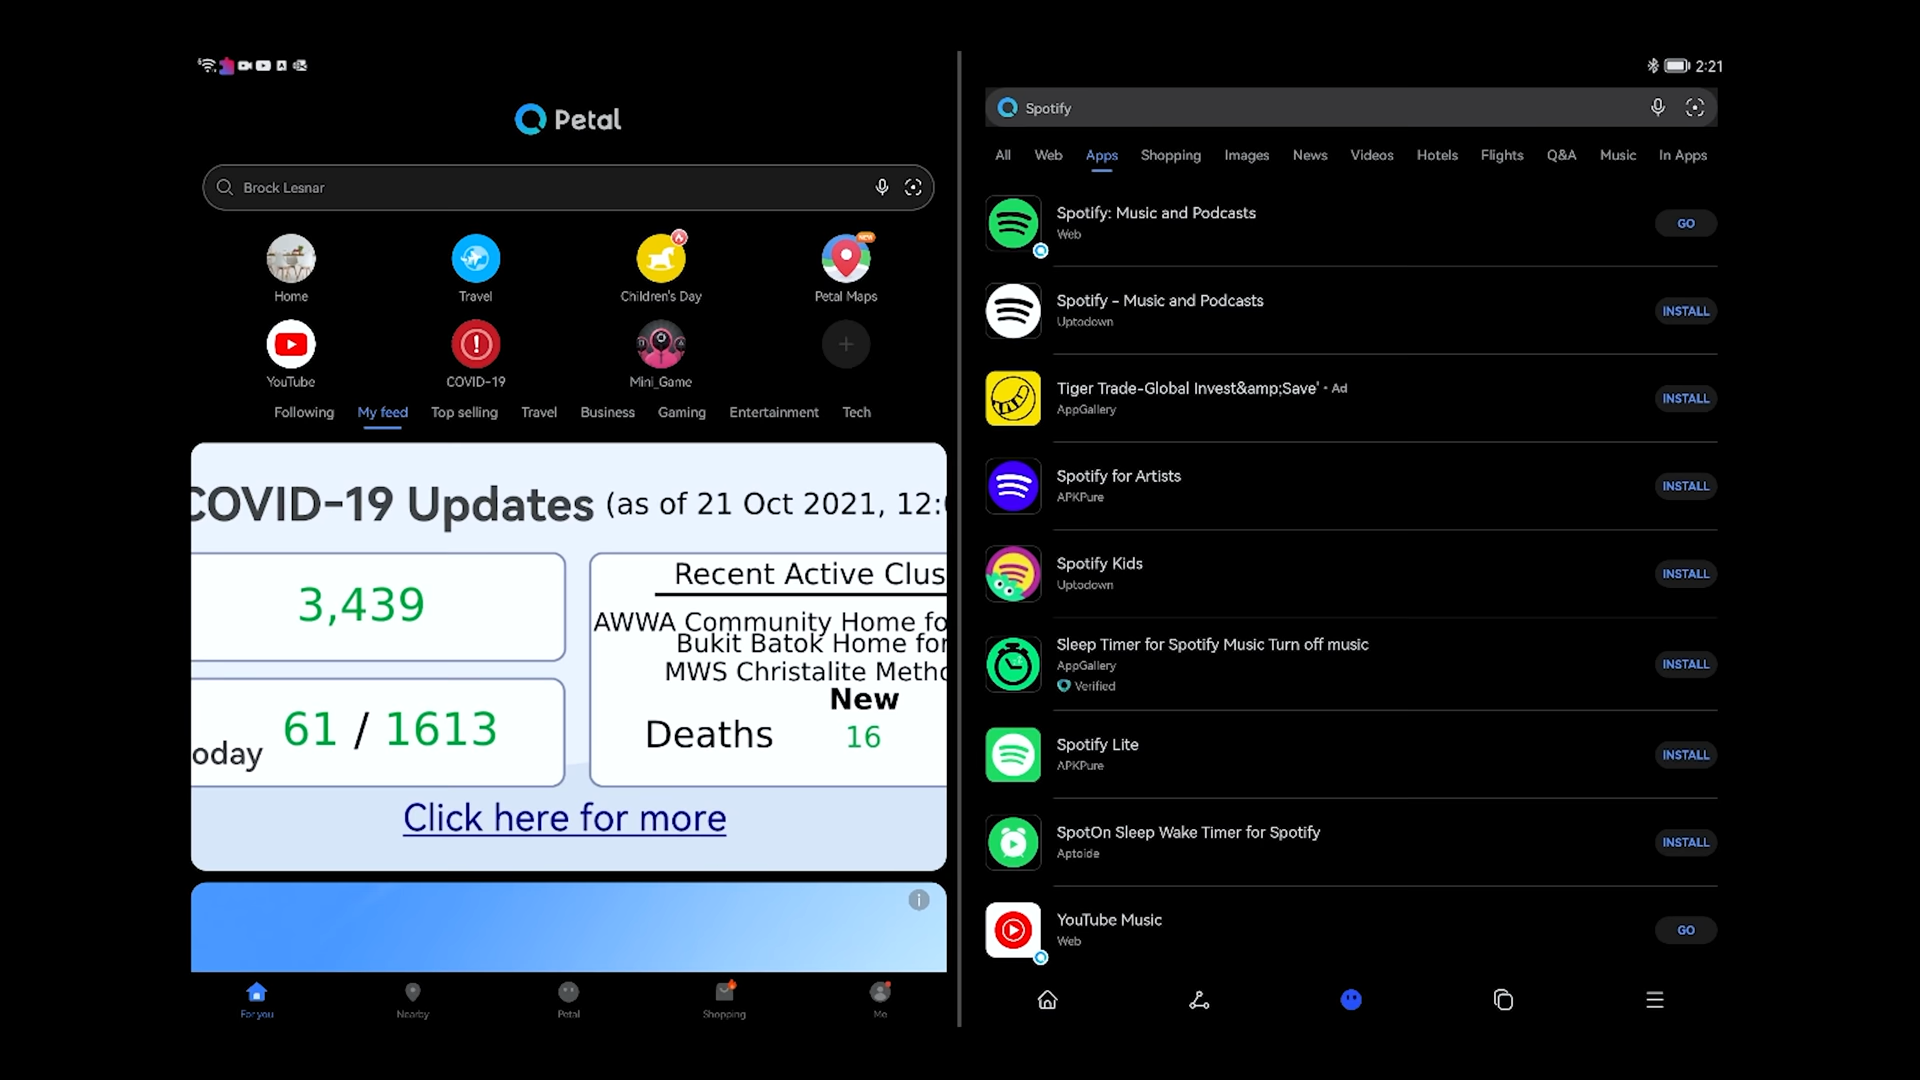 2:21
Petal
Brock Lesnar
Home
Travel
Children's Day
NEW
Petal Maps
YouTube
COVID-19
Mini_Game
Following My feed Top selling Travel Business Gaming Entertainment Tech
COVID-19 Updates (as of 21 Oct 2021, 12:
3,439
Recent Active Clus
AWWA Community Home fo
Bukit Batok Home for
MWS Christalite Metho
New
Deaths 16
oday 61 / 1613
Click here for more
For you
Nearby
Petal
Shopping
Me
Spotify
All Web Apps Shopping Images News Videos Hotels Flights Q&A Music In Apps
Spotify: Music and Podcasts
Web
GO
Spotify - Music and Podcasts
Uptodown
INSTALL
Tiger Trade-Global Invest&amp;Save' • Ad
AppGallery
INSTALL
Spotify for Artists
APKPure
INSTALL
Spotify Kids
Uptodown
INSTALL
Sleep Timer for Spotify Music Turn off music
AppGallery
Verified
INSTALL
Spotify Lite
APKPure
INSTALL
SpotOn Sleep Wake Timer for Spotify
Aptoide
INSTALL
YouTube Music
Web
GO